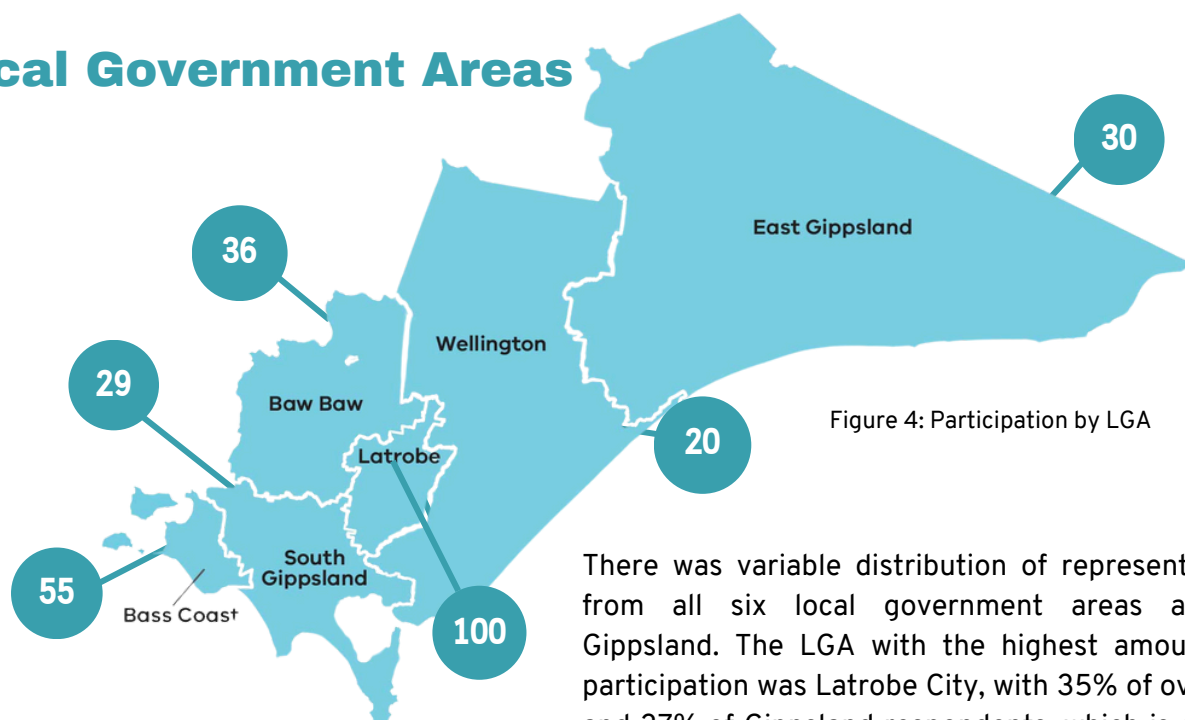 cal Government Areas
30
36
East Gippsland
Wellington
29
Baw Baw
Figure 4: Participation by LGA
20
Latrobe
South
Gippsland
55
Bass Coast
100
There was variable distribution of represent
from all six local government areas a
Gippsland. The LGA with the highest amou
participation was Latrobe City, with 35% of ov